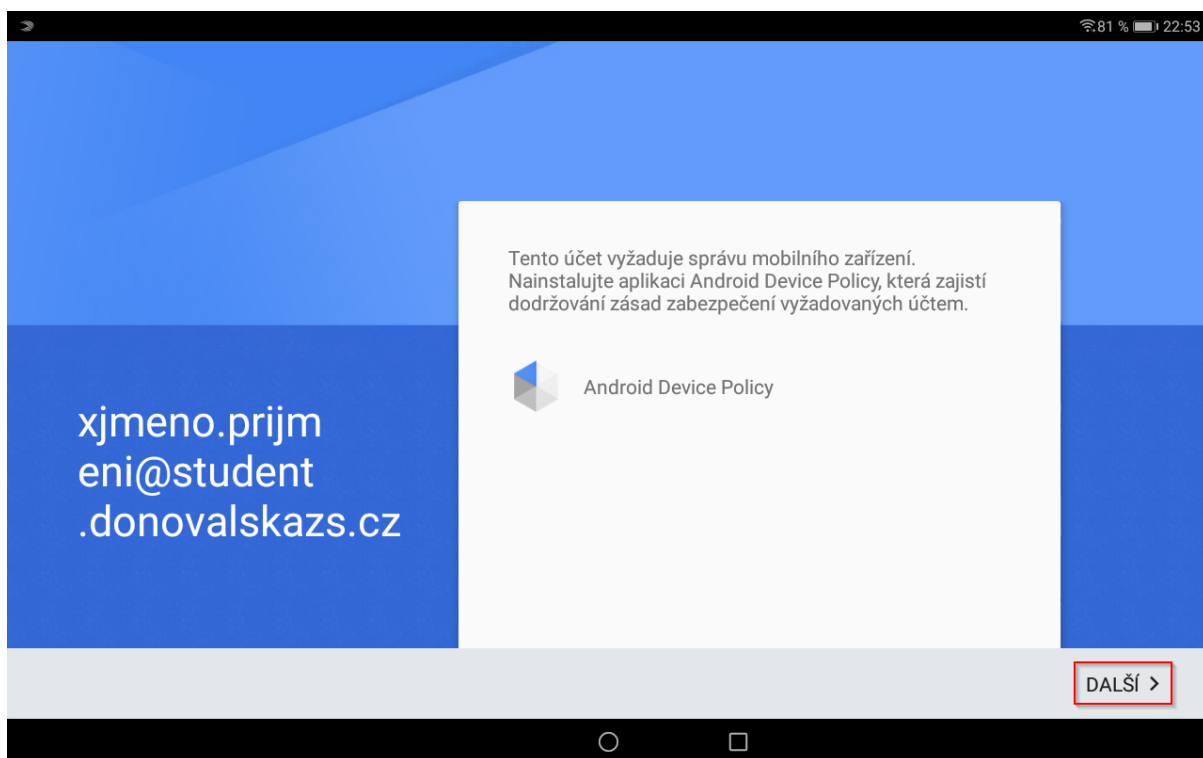 81 % 22:53
Tento účet vyžaduje správu mobilního zařízení.
Nainstalujte aplikaci Android Device Policy, která zajistí
dodržování zásad zabezpečení vyžadovaných účtem.
Android Device Policy
xjmeno.prijm
eni@student
.donovalskazs.cz
DALŠÍ